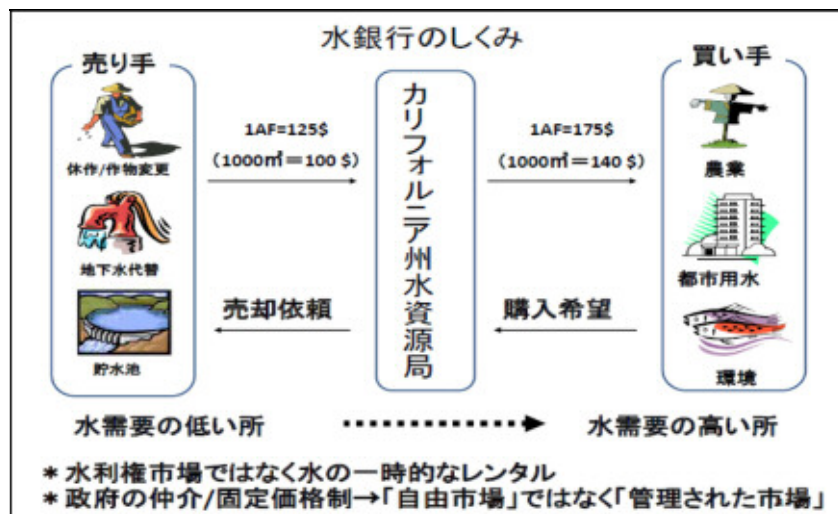 水銀行のしくみ
売り手
休作/作物変更
地下水代替
貯水池
1AF=125$
(1000㎥=100$)
売却依頼
カリフォルニア州水資源局
1AF=175$
(1000㎥=140$)
購入希望
買い手
農業
都市用水
環境
水需要の低い所
水需要の高い所
*水利権市場ではなく水の一時的なレンタル
*政府の仲介/固定価格制→「自由市場」ではなく「管理された市場」